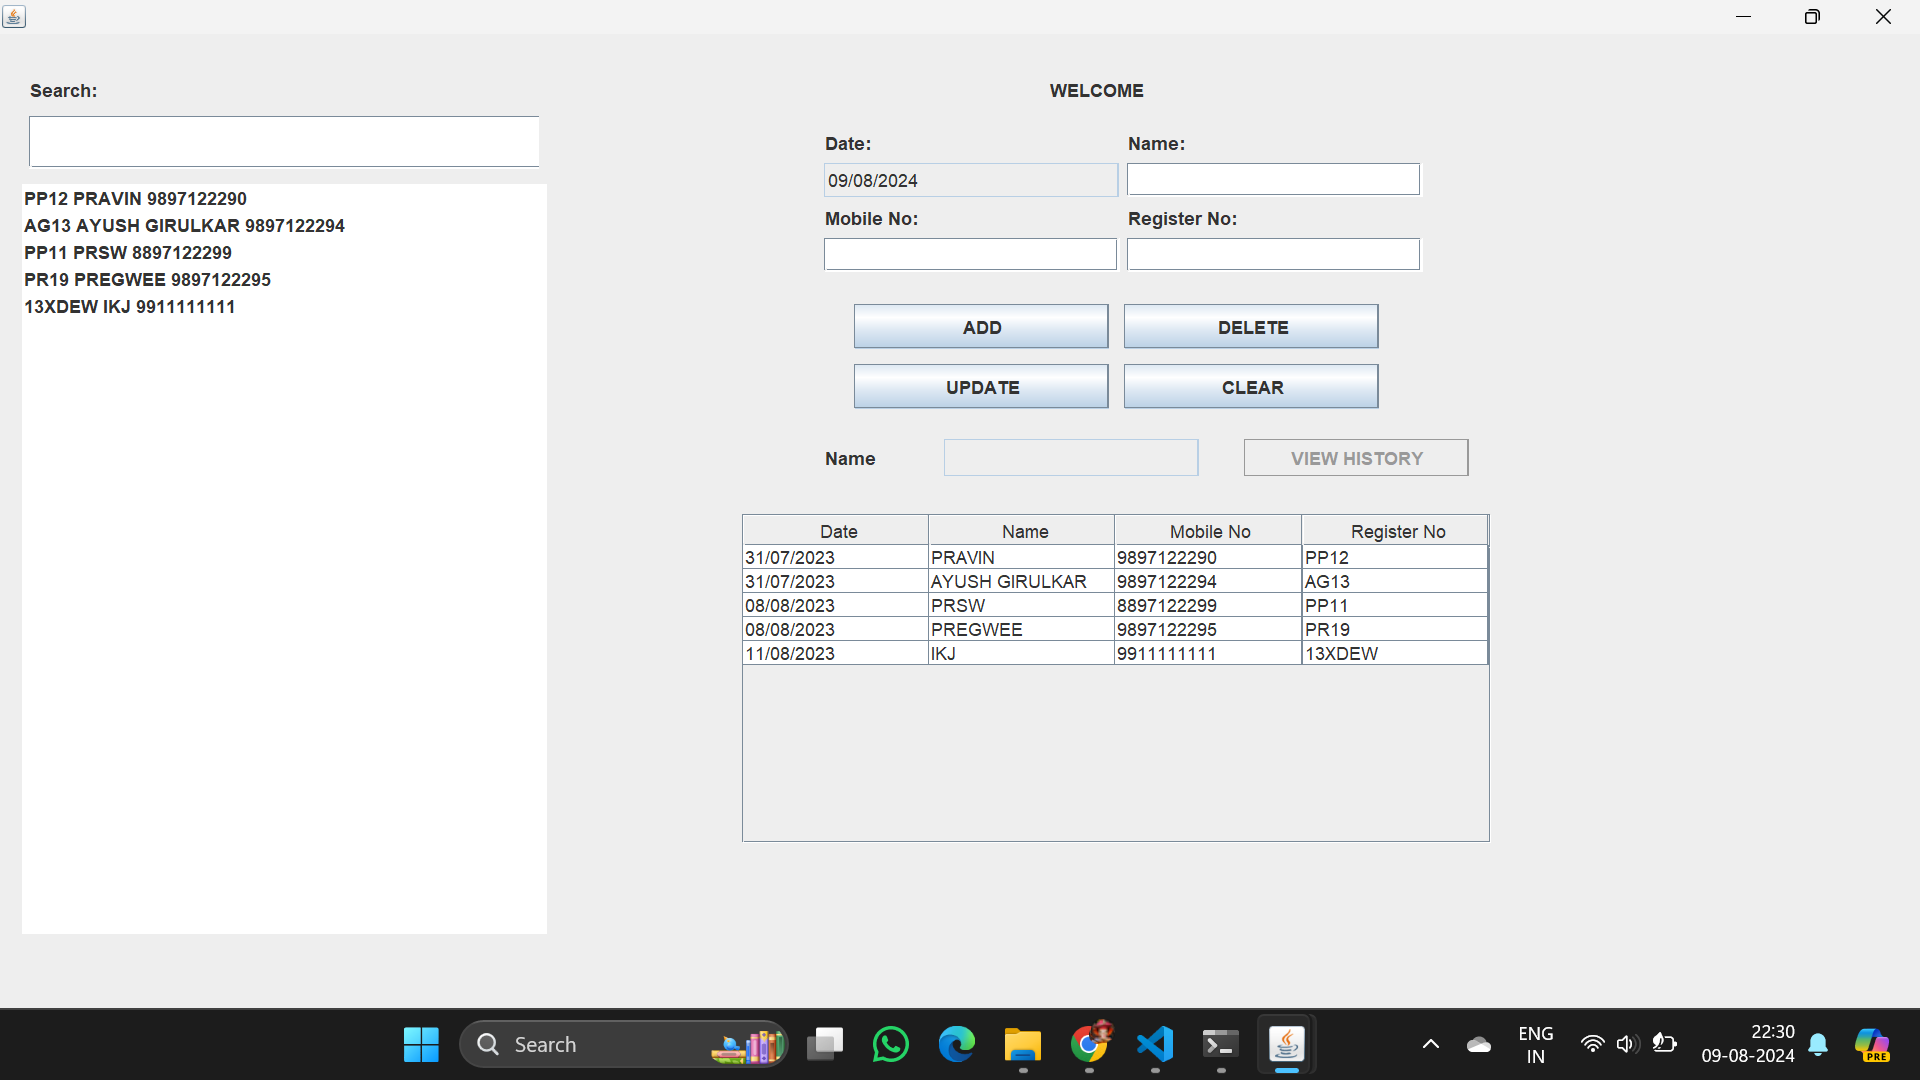 Search:
PP12 PRAVIN 9897122290
AG13 AYUSH GIRULKAR 9897122294
PP11 PRSW 8897122299
PR19 PREGWEE 9897122295
13XDEW IKJ 9911111111
WELCOME
Date: Name:
09/08/2024
Mobile No: Register No:
ADD DELETE
UPDATE CLEAR
Name VIEW HISTORY
Date Name Mobile No Register No
31/07/2023 PRAVIN 9897122290 PP12
31/07/2023 AYUSH GIRULKAR 9897122294 AG13
08/08/2023 PRSW 8897122299 PP11
08/08/2023 PREGWEE 9897122295 PR19
11/08/2023 IKJ 9911111111 13XDEW
Search
ENG
IN
22:30
09-08-2024
PRE